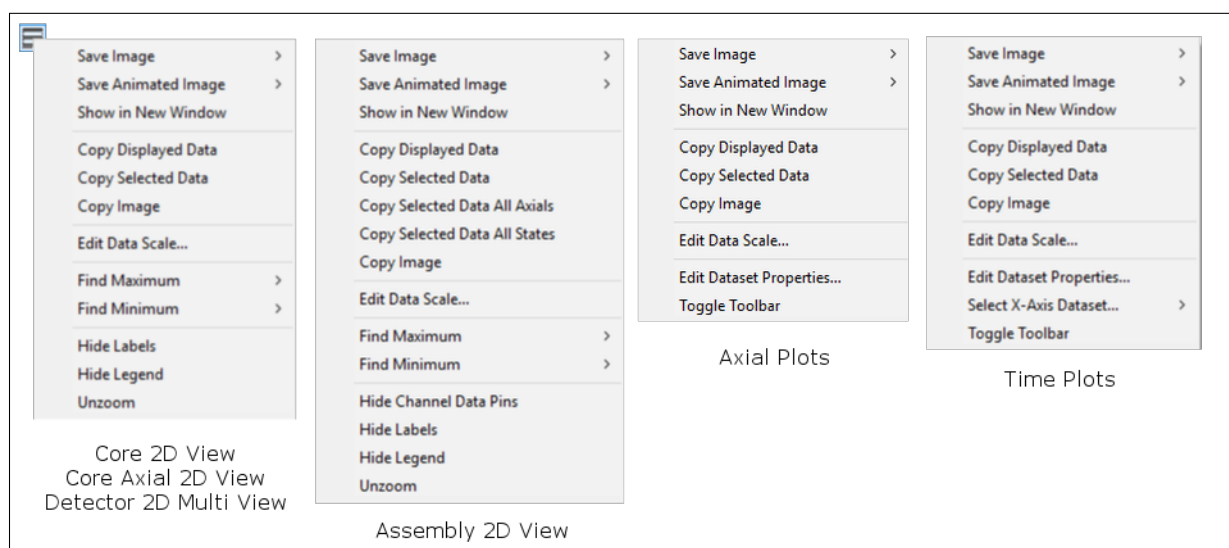 Save Image
Save Animated Image
Show in New Window
Copy Displayed Data
Copy Selected Data
Copy Image
Edit Data Scale...
Find Maximum
Find Minimum
Hide Labels
Hide Legend
Unzoom
Core 2D View
Core Axial 2D View
Detector 2D Multi View
Save Image
Save Animated Image
Show in New Window
Copy Displayed Data
Copy Selected Data
Copy Selected Data All Axials
Copy Selected Data All States
Copy Image
Edit Data Scale...
Find Maximum
Find Minimum
Hide Channel Data Pins
Hide Labels
Hide Legend
Unzoom
Assembly 2D View
Save Image
Save Animated Image
Show in New Window
Copy Displayed Data
Copy Selected Data
Copy Image
Edit Data Scale...
Edit Dataset Properties...
Toggle Toolbar
Axial Plots
Save Image
Save Animated Image
Show in New Window
Copy Displayed Data
Copy Selected Data
Copy Image
Edit Data Scale...
Edit Dataset Properties...
Select X-Axis Dataset...
Toggle Toolbar
Time Plots